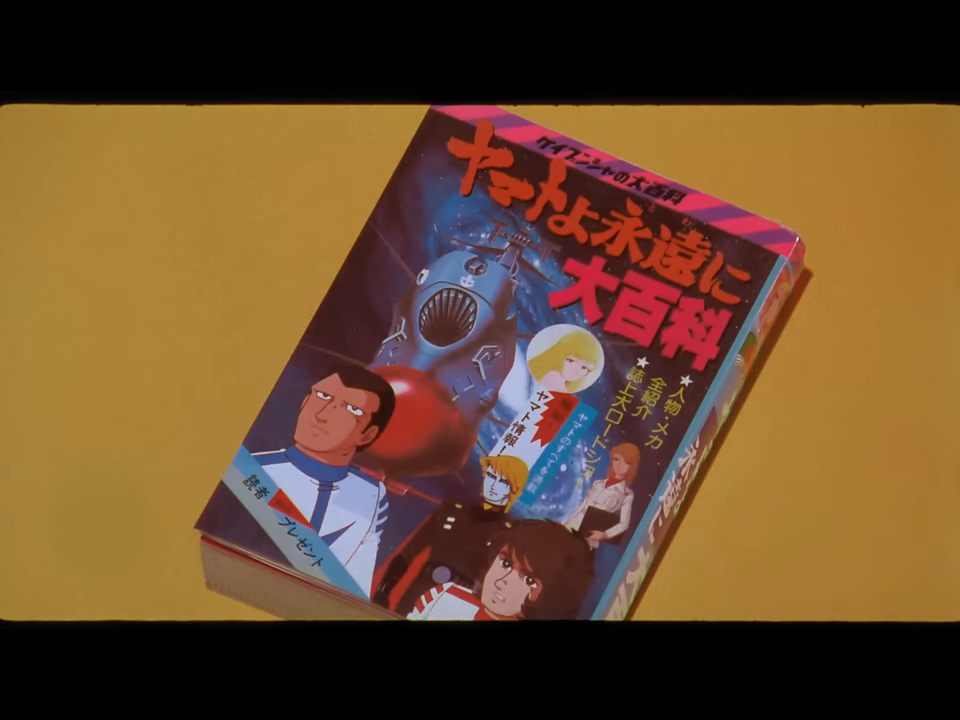 ケイブンシャの大百科
ヤマトよ永遠に
大百科
★人物・メカ
全紹介
★誌上大ロードショー
ヤマト情報!
読者
プレゼント